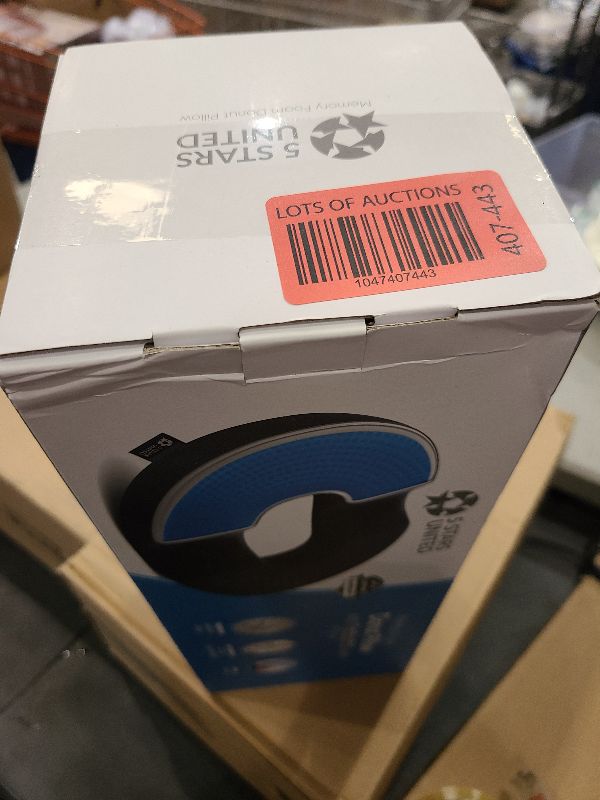 Memory Foam Donut Pillow
5 STARS
UNITED
LOTS OF AUCTIONS
1047407443
407-443
5 STARS
UNITED